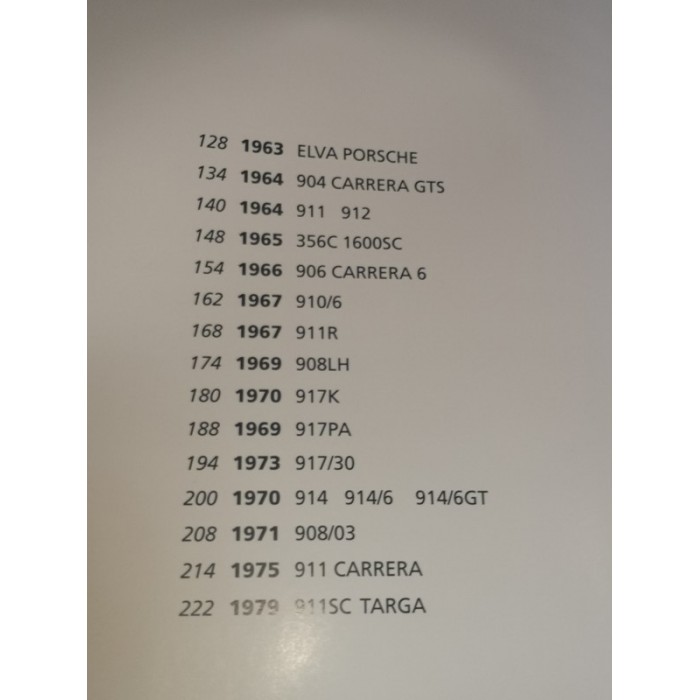 128 1963 ELVA PORSCHE
134 1964 904 CARRERA GTS
140 1964 911 912
148 1965 356C 1600SC
154 1966 906 CARRERA 6
162 1967 910/6
168 1967 911R
174 1969 908LH
180 1970 917K
188 1969 917PA
194 1973 917/30
200 1970 914 914/6 914/6GT
208 1971 908/03
214 1975 911 CARRERA
222 1979 911SC TARGA